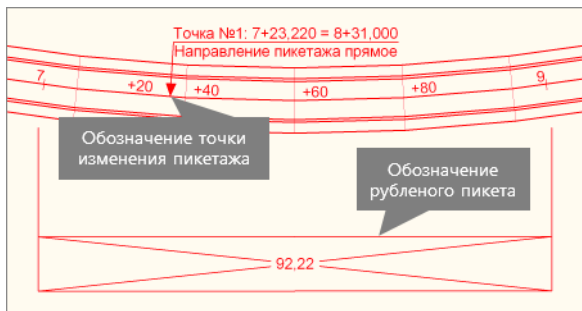 Точка №1: 7+23,220 = 8+31,000
Направление пикетажа прямое
7 +20 +40 +60 +80 9
Обозначение точки
изменения пикетажа
Обозначение
рубленого пикета
92,22